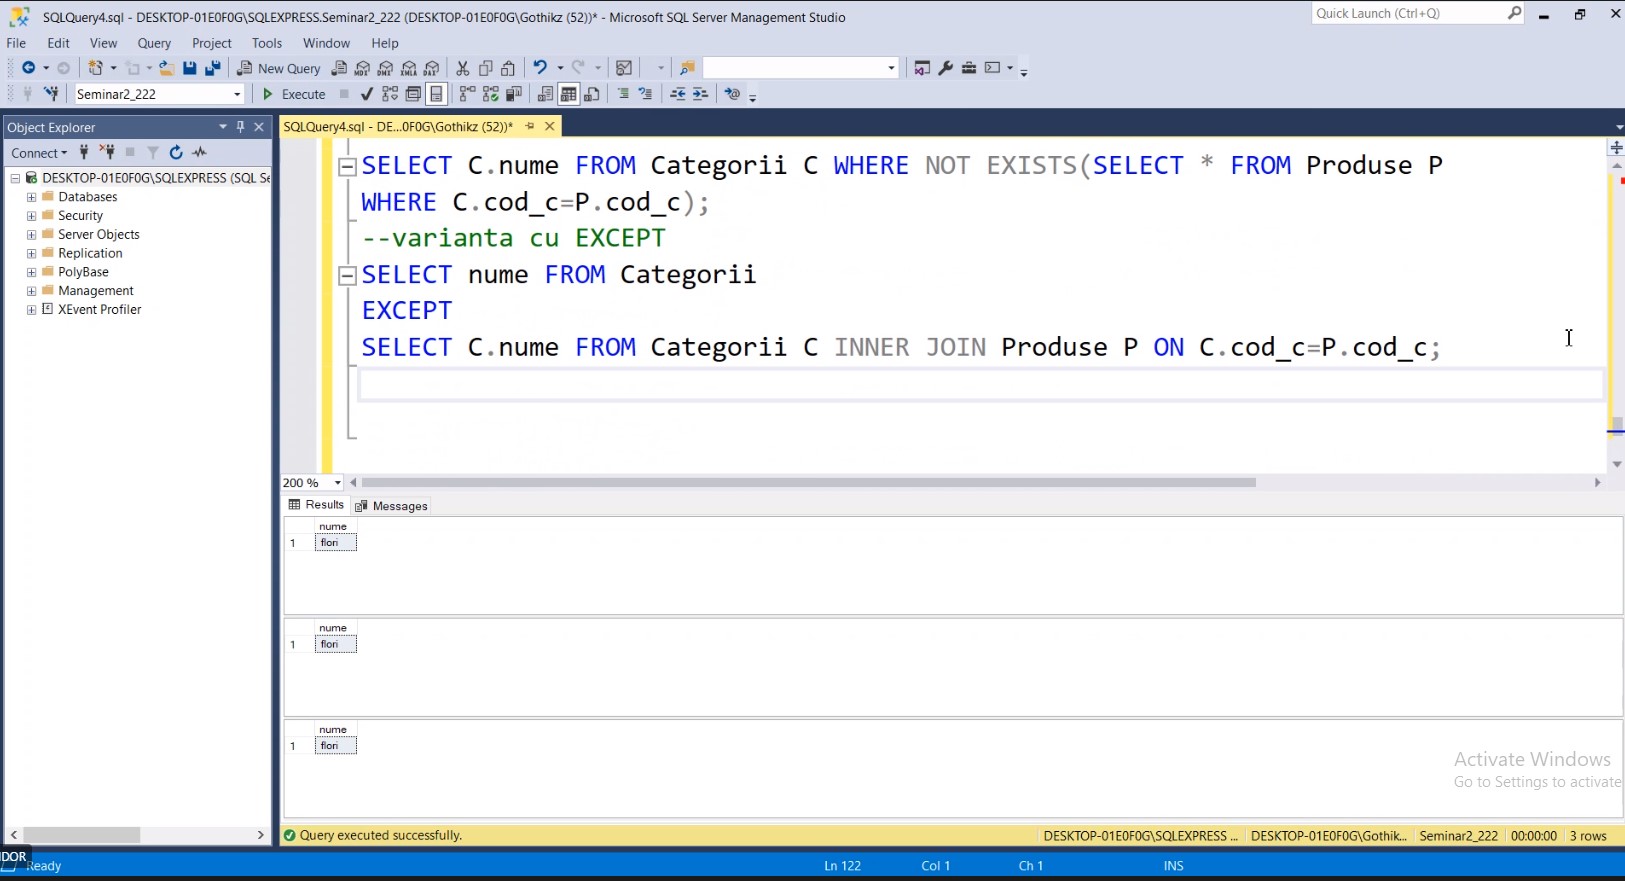 SQLQuery4.sql - DESKTOP-01E0F0G\SQLEXPRESS.Seminar2_222 (DESKTOP-01E0F0G\Gothikz (52))* - Microsoft SQL Server Management Studio
Quick Launch (Ctrl+Q)
File Edit View Query Project Tools Window Help
New Query MDX DMX XMLA DAX
Seminar2_222 Execute
Object Explorer
SQLQuery4.sql - DE...0F0G\Gothikz (52))*
Connect
DESKTOP-01E0F0G\SQLEXPRESS (SQL Se
Databases
Security
Server Objects
Replication
PolyBase
Management
XEvent Profiler
SELECT C.nume FROM Categorii C WHERE NOT EXISTS(SELECT * FROM Produse P
WHERE C.cod_c=P.cod_c);
--varianta cu EXCEPT
SELECT nume FROM Categorii
EXCEPT
SELECT C.nume FROM Categorii C INNER JOIN Produse P ON C.cod_c=P.cod_c;
200 %
Results Messages
nume
1 flori
nume
1 flori
nume
1 flori
Activate Windows
Go to Settings to activate
Query executed successfully.
DESKTOP-01E0F0G\SQLEXPRESS ... DESKTOP-01E0F0G\Gothik... Seminar2_222 00:00:00 3 rows
IDOR
Ready Ln 122 Col 1 Ch 1 INS